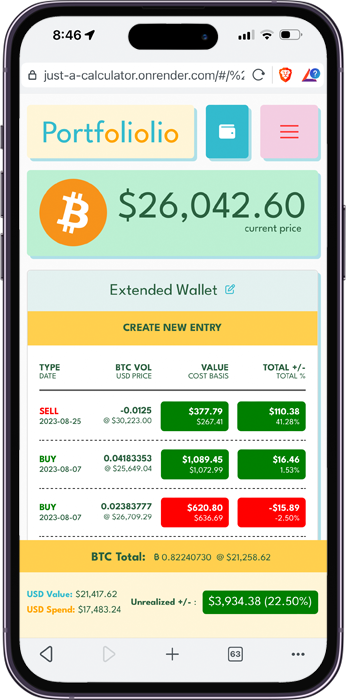 8:46
just-a-calculator.onrender.com/#/%2
Portfoliolio
$26,042.60
current price
Extended Wallet
CREATE NEW ENTRY
TYPE BTC VOL VALUE TOTAL +/-
DATE USD PRICE COST BASIS TOTAL %
SELL -0.0125 $377.79 $110.38
2023-08-25 @ $30,223.00 $267.41 41.28%
BUY 0.04183353 $1,089.45 $16.46
2023-08-07 @ $25,649.04 $1,072.99 1.53%
BUY 0.02383777 $620.80 -$15.89
2023-08-07 @ $26,709.29 $636.69 -2.50%
BTC Total: ₿ 0.82240730 @ $21,258.62
USD Value: $21,417.62
USD Spend: $17,483.24
Unrealized +/- : $3,934.38 (22.50%)
63